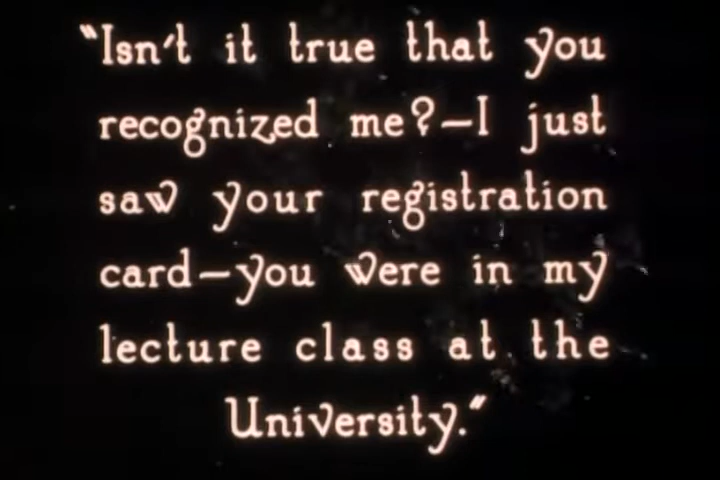 "Isn't it true that you
recognized me?—I just
saw your registration
card—you were in my
lecture class at the
University."